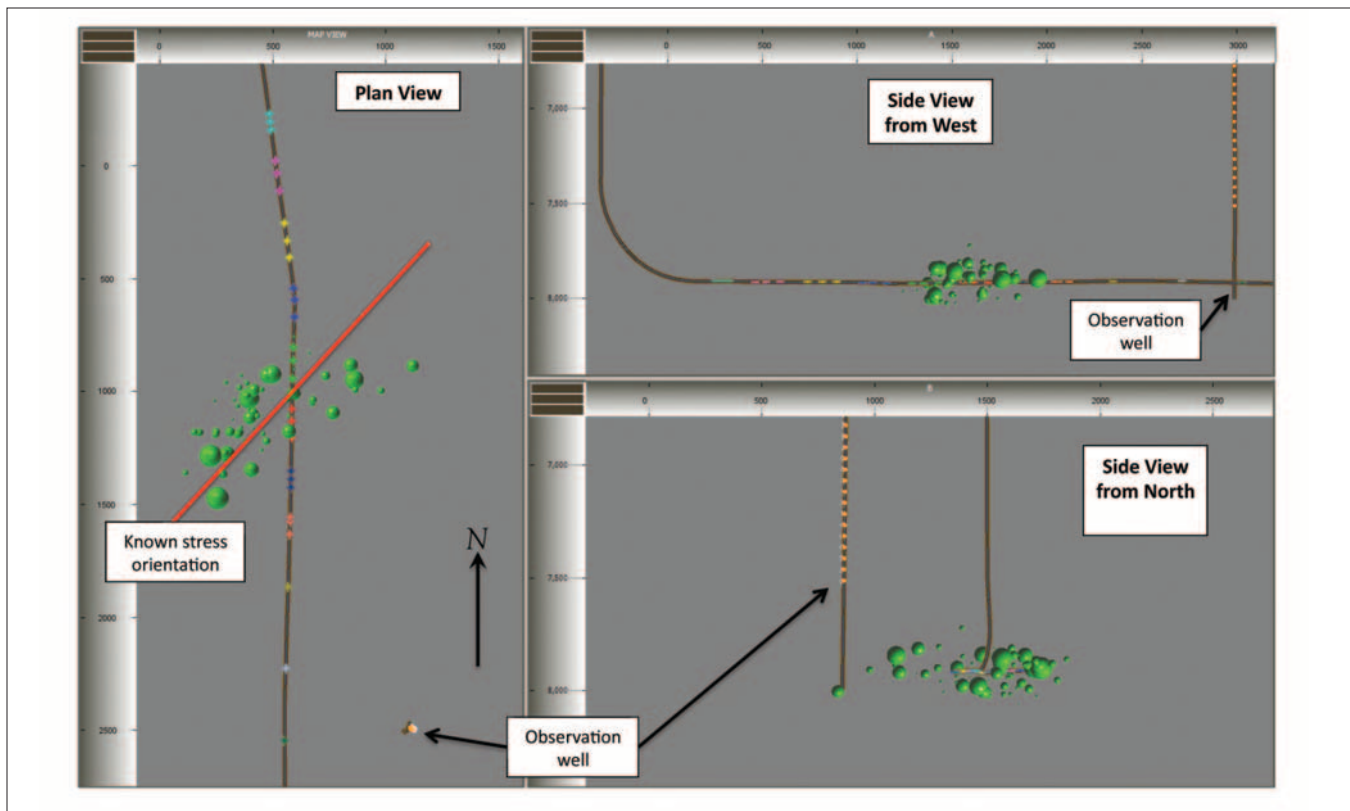 MAP VIEW
0 500 1000 1500
Plan View
0
500
1000
1500
2000
2500
Known stress
orientation
N
A
0 500 1000 1500 2000 2500 3000
7,000
7,500
8,000
Side View
from West
Observation
well
B
0 500 1000 1500 2000 2500
7,000
7,500
8,000
Side View
from North
Observation
well